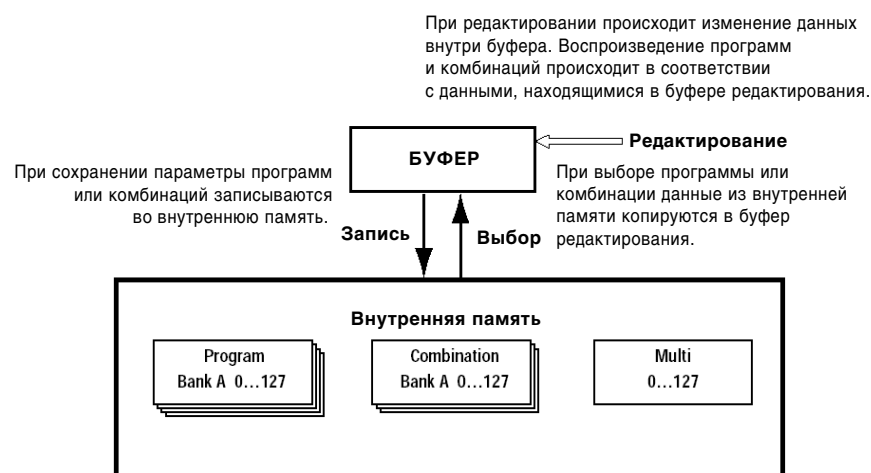 При редактировании происходит изменение данных
внутри буфера. Воспроизведение программ
и комбинаций происходит в соответствии
с данными, находящимися в буфере редактирования.
БУФЕР
Редактирование
При сохранении параметры программ
или комбинаций записываются
во внутреннюю память.
При выборе программы или
комбинации данные из внутренней
памяти копируются в буфер
редактирования.
Запись
Выбор
Внутренняя память
Program
Bank A 0...127
Combination
Bank A 0...127
Multi
0...127